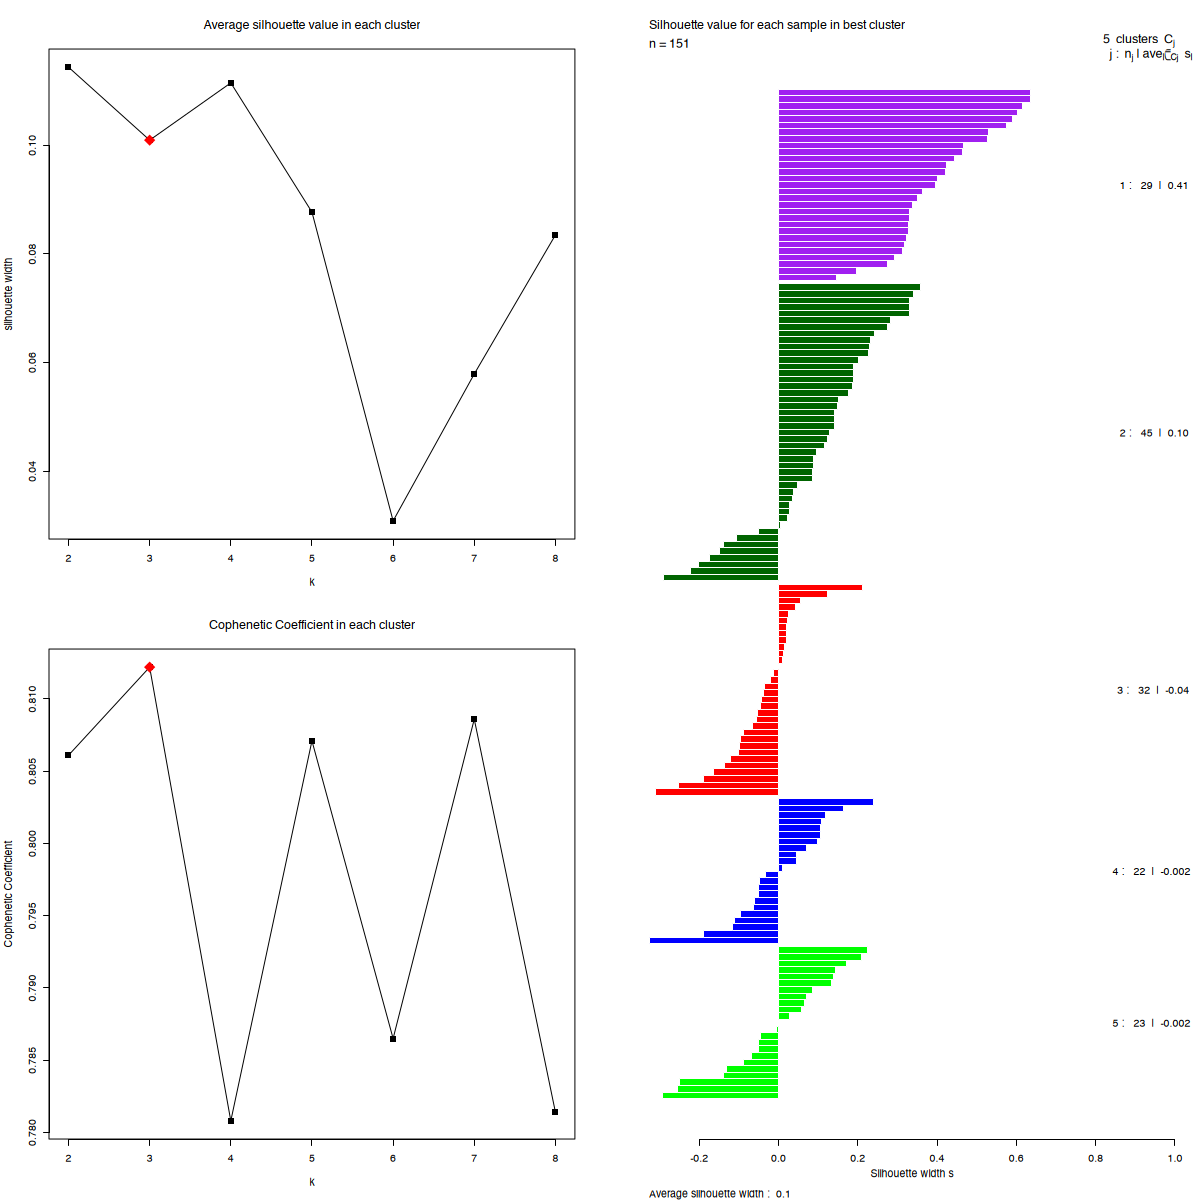 Average silhouette value in each cluster
silhouette width
0.10
0.08
0.06
0.04
2 3 4 5 6 7 8
k
Cophenetic Coefficient in each cluster
Cophenetic Coefficient
0.810
0.805
0.800
0.795
0.790
0.785
0.780
2 3 4 5 6 7 8
k
Silhouette value for each sample in best cluster
n = 151
5 clusters Cj
j : nj | ave
1 : 29 | 0.41
2 : 45 | 0.10
3 : 32 | -0.04
4 : 22 | -0.002
5 : 23 | -0.002
-0.2 0.0 0.2 0.4 0.6 0.8 1.0
Silhouette width s
Average silhouette width : 0.1